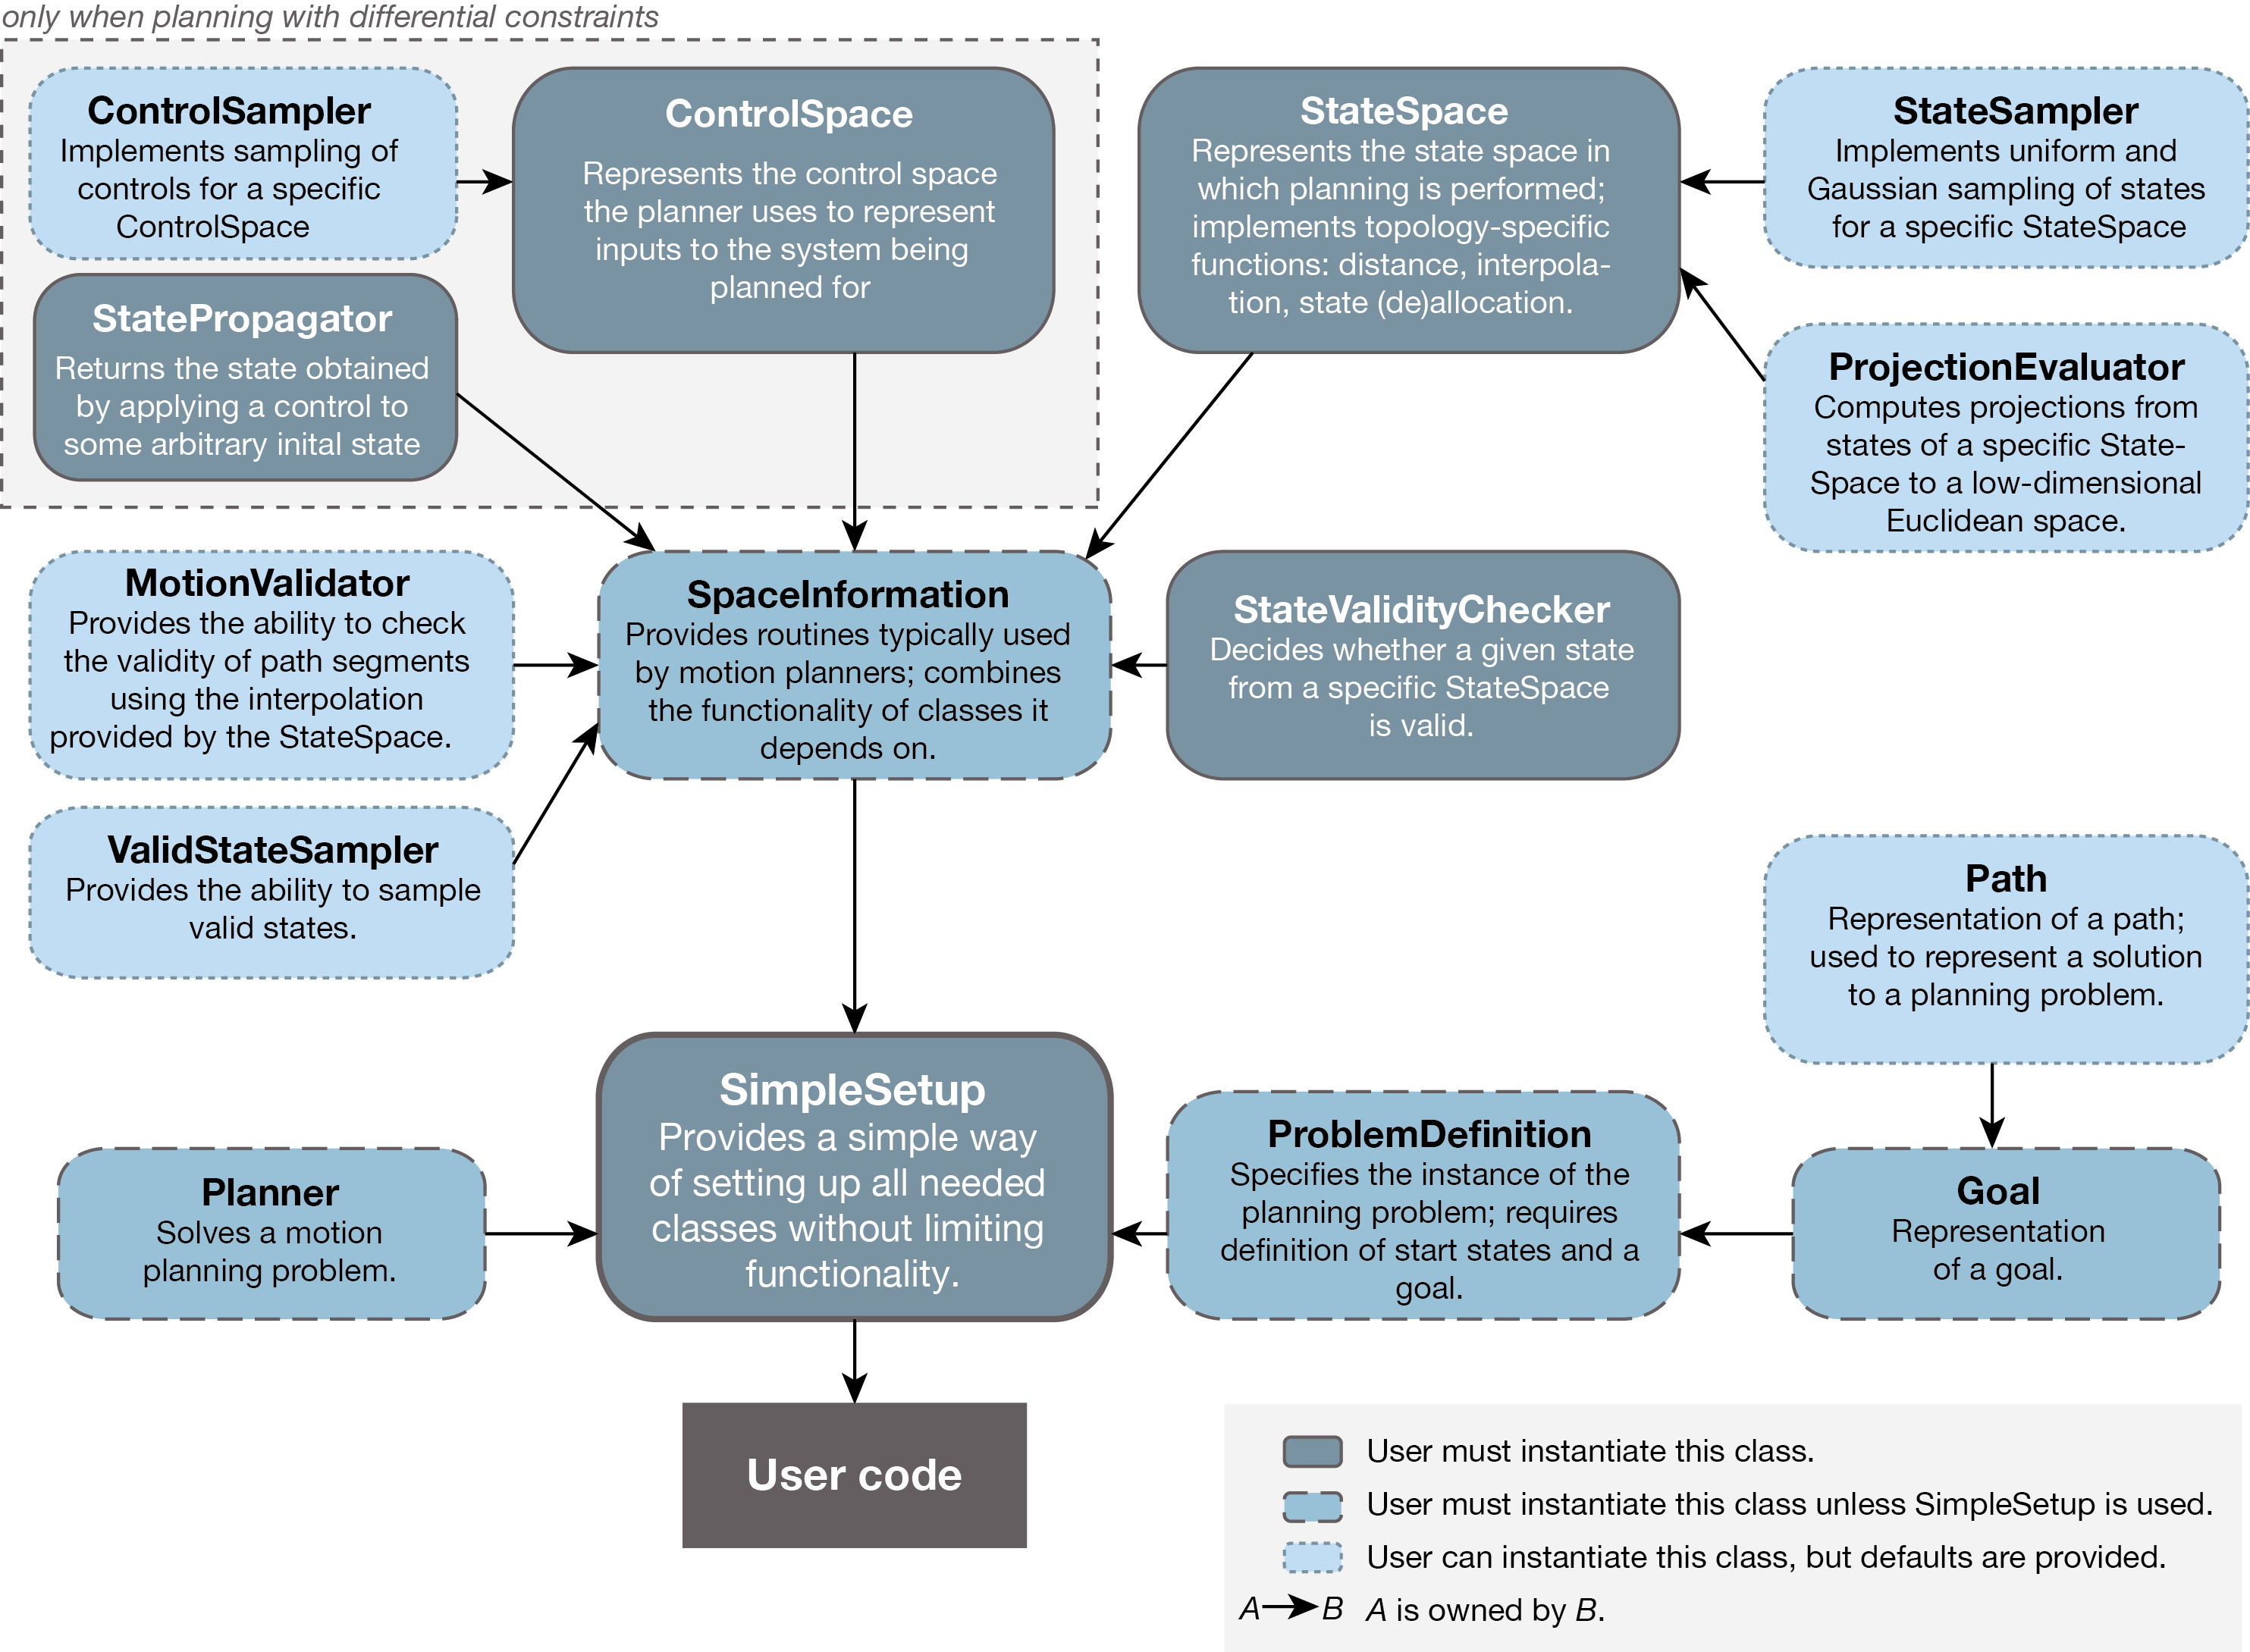 only when planning with differential constraints
ControlSampler
Implements sampling of
controls for a specific
ControlSpace
ControlSpace
Represents the control space
the planner uses to represent
inputs to the system being
planned for
StateSpace
Represents the state space in
which planning is performed;
implements topology-specific
functions: distance, interpola-
tion, state (de)allocation.
StateSampler
Implements uniform and
Gaussian sampling of states
for a specific StateSpace
StatePropagator
Returns the state obtained
by applying a control to
some arbitrary inital state
ProjectionEvaluator
Computes projections from
states of a specific State-
Space to a low-dimensional
Euclidean space.
MotionValidator
Provides the ability to check
the validity of path segments
using the interpolation
provided by the StateSpace.
SpaceInformation
Provides routines typically used
by motion planners; combines
the functionality of classes it
depends on.
StateValidityChecker
Decides whether a given state
from a specific StateSpace
is valid.
ValidStateSampler
Provides the ability to sample
valid states.
Path
Representation of a path;
used to represent a solution
to a planning problem.
Planner
Solves a motion
planning problem.
SimpleSetup
Provides a simple way
of setting up all needed
classes without limiting
functionality.
ProblemDefinition
Specifies the instance of the
planning problem; requires
definition of start states and a
goal.
Goal
Representation
of a goal.
User code
User must instantiate this class.
User must instantiate this class unless SimpleSetup is used.
User can instantiate this class, but defaults are provided.
A B A is owned by B.